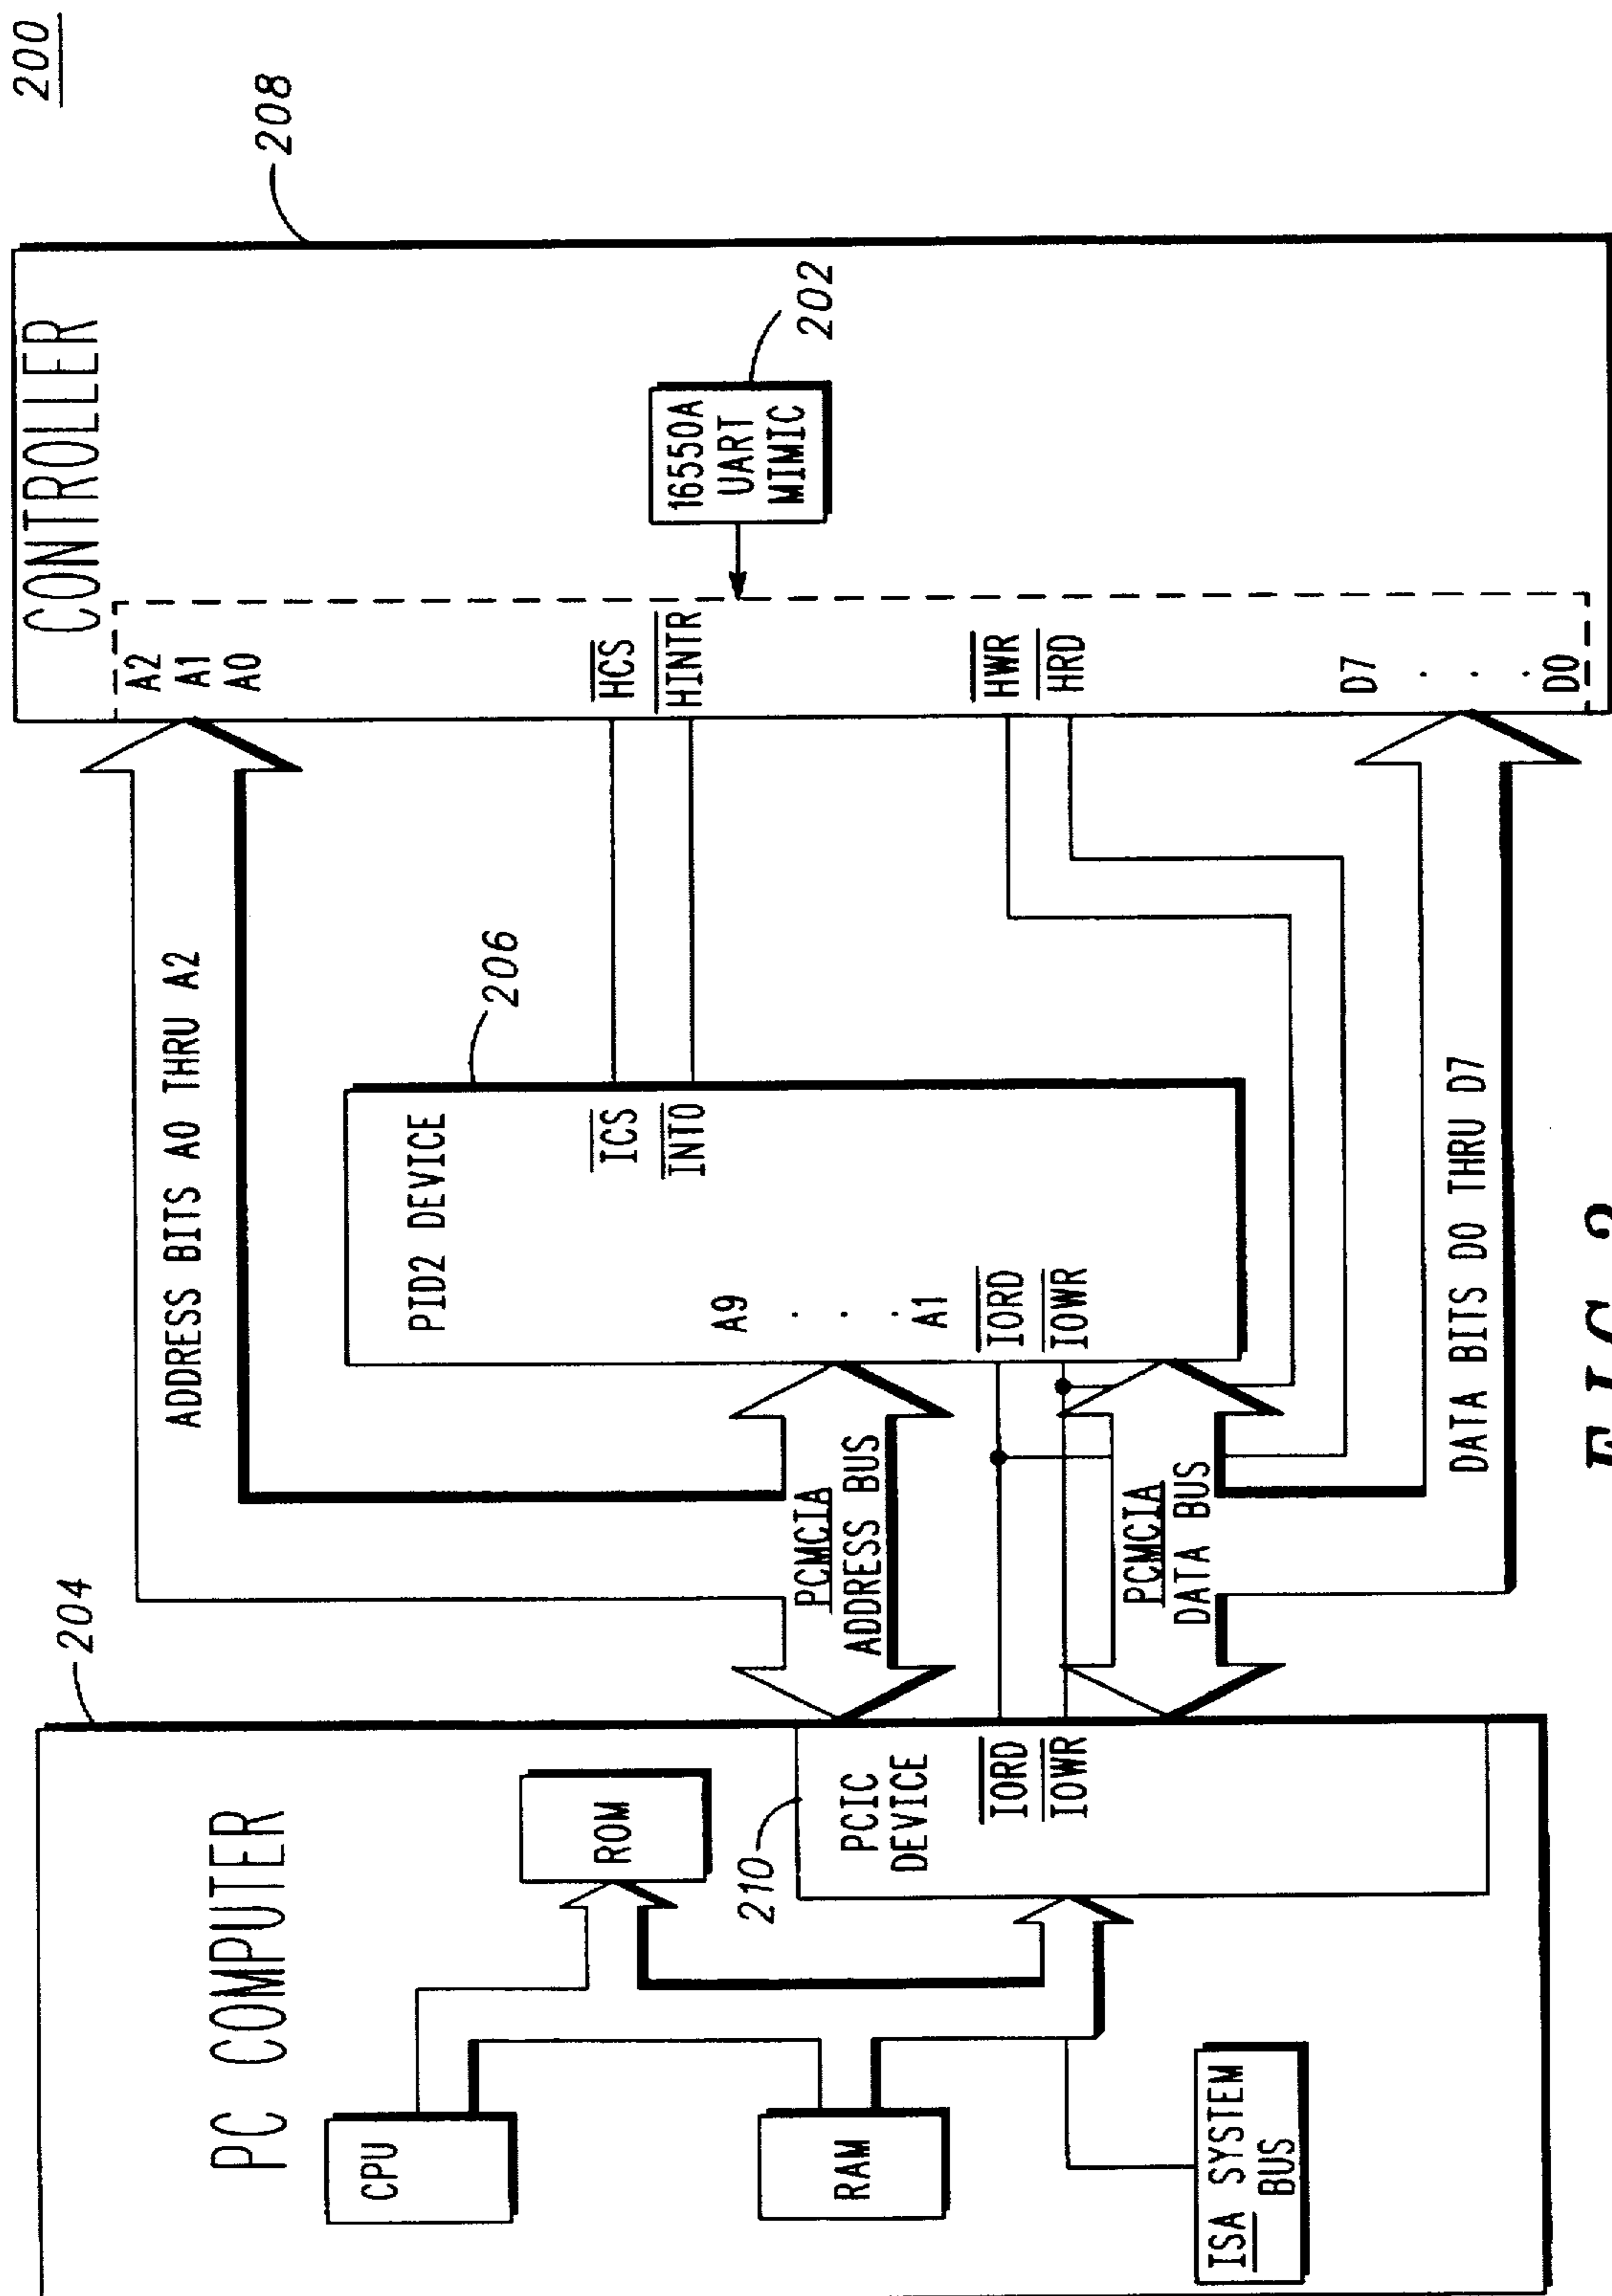 200
PC COMPUTER
204
CPU
ROM
RAM
ISA SYSTEM
BUS
210
PCIC
DEVICE
IORD
IOWR
ADDRESS BITS A0 THRU A2
PCMCIA
ADDRESS BUS
PCMCIA
DATA BUS
DATA BITS D0 THRU D7
PID2 DEVICE
206
ICS
INTO
A9
A1
IORD
IOWR
CONTROLLER
208
A2
A1
A0
HCS
HINTR
HWR
HRD
D7
D0
16550A
UART
MIMIC
202